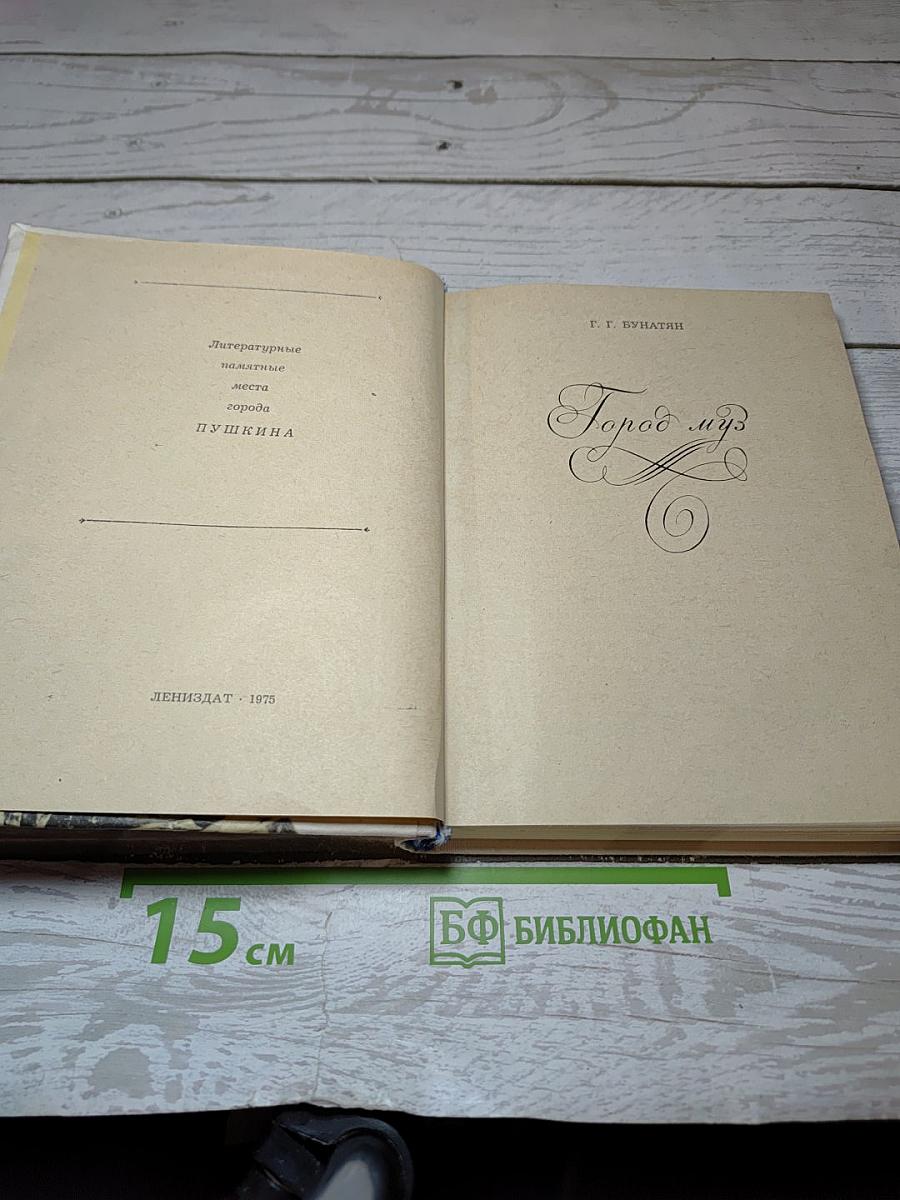 Литературные
памятные
места
города
ПУШКИНА
ЛЕНИЗДАТ · 1975
Г. Г. БУНАТЯН
Город муз
15 см
БФ БИБЛИОФАН